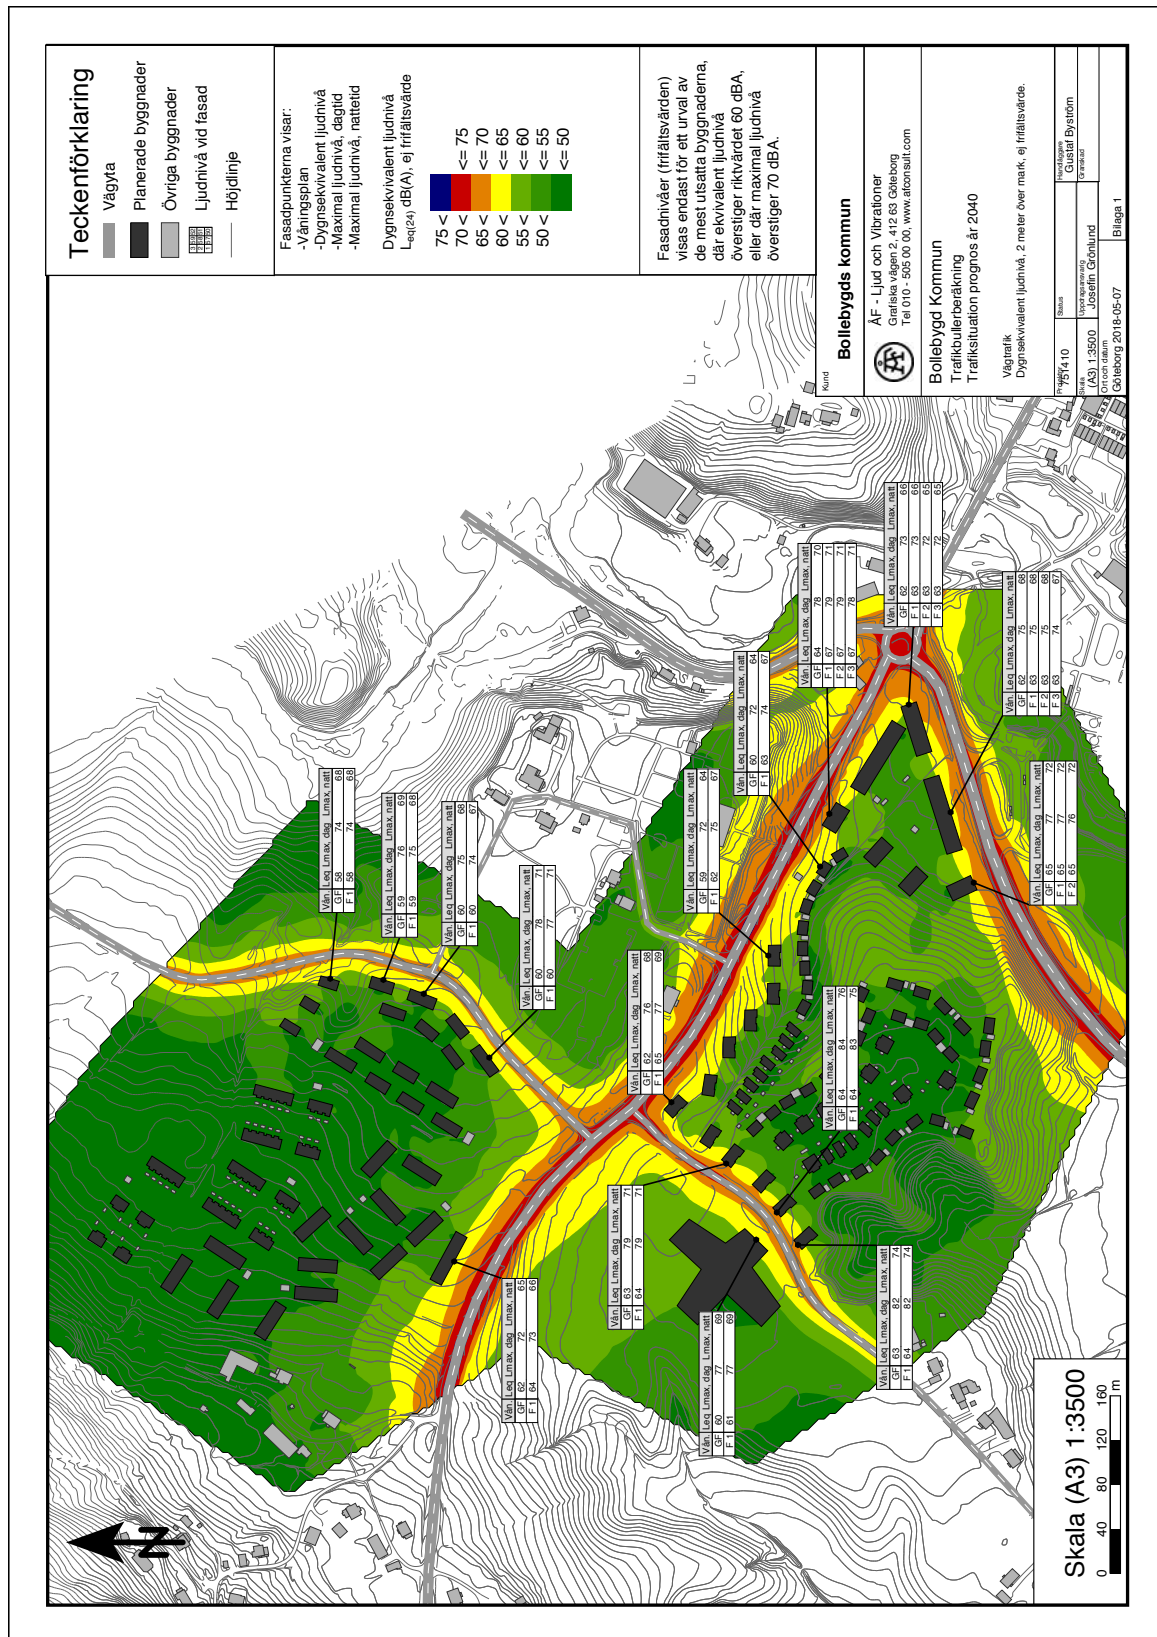 Teckenförklaring
Vägyta
Planerade byggnader
Övriga byggnader
Ljudnivå vid fasad
Höjdlinje
Fasadpunkterna visar:
-Våningsplan
-Dygnsekvivalent ljudnivå
-Maximal ljudnivå, dagtid
-Maximal ljudnivå, nattetid
Dygnsekvivalent ljudnivå
Leq(24) dB(A), ej frifältsvärde
75 <
70 < <= 75
65 < <= 70
60 < <= 65
55 < <= 60
50 < <= 55
<= 50
Fasadnivåer (frifältsvärden)
visas endast för ett urval av
de mest utsatta byggnaderna,
där ekvivalent ljudnivå
överstiger riktvärdet 60 dBA,
eller där maximal ljudnivå
överstiger 70 dBA.
Kund
Bollebygds kommun
ÅF
ÅF - Ljud och Vibrationer
Grafiska vägen 2, 412 63 Göteborg
Tel 010 - 505 00 00, www.afconsult.com
Bollebygd Kommun
Trafikbullerberäkning
Trafiksituation prognos år 2040
Vägtrafik
Dygnsekvivalent ljudnivå, 2 meter över mark, ej frifältsvärde.
751410
Status
Handläggare
Gustaf Byström
Skala
(A3) 1:3500
Uppdragsansvarig
Josefin Grönlund
Granskad
Ort och datum
Göteborg 2018-05-07
Bilaga 1
Vån. Leq Lmax, dag Lmax, natt
GF 58 74 68
F 1 58 74 68
Vån. Leq Lmax, dag Lmax, natt
GF 59 76 69
F 1 59 75 68
Vån. Leq Lmax, dag Lmax, natt
GF 60 75 68
F 1 60 74 67
Vån. Leq Lmax, dag Lmax, natt
GF 60 78 71
F 1 60 77 71
Vån. Leq Lmax, dag Lmax, natt
GF 62 72 65
F 1 64 73 66
Vån. Leq Lmax, dag Lmax, natt
GF 63 79 71
F 1 64 79 71
Vån. Leq Lmax, dag Lmax, natt
GF 62 76 68
F 1 65 77 69
Vån. Leq Lmax, dag Lmax, natt
GF 59 72 64
F 1 62 75 67
Vån. Leq Lmax, dag Lmax, natt
GF 60 72 64
F 1 63 74 67
Vån. Leq Lmax, dag Lmax, natt
GF 64 78 70
F 1 67 79 71
F 2 67 79 71
F 3 67 78 71
Vån. Leq Lmax, dag Lmax, natt
GF 62 73 66
F 1 63 73 66
F 2 63 72 65
F 3 63 72 65
Vån. Leq Lmax, dag Lmax, natt
GF 62 75 68
F 1 63 75 68
F 2 63 75 68
F 3 63 74 67
Vån. Leq Lmax, dag Lmax, natt
GF 65 77 72
F 1 65 77 72
F 2 65 76 72
Vån. Leq Lmax, dag Lmax, natt
GF 64 84 76
F 1 64 83 75
Vån. Leq Lmax, dag Lmax, natt
GF 60 77 69
F 1 61 77 69
Vån. Leq Lmax, dag Lmax, natt
GF 63 82 74
F 1 64 82 74
N
Skala (A3) 1:3500
0 40 80 120 160
m